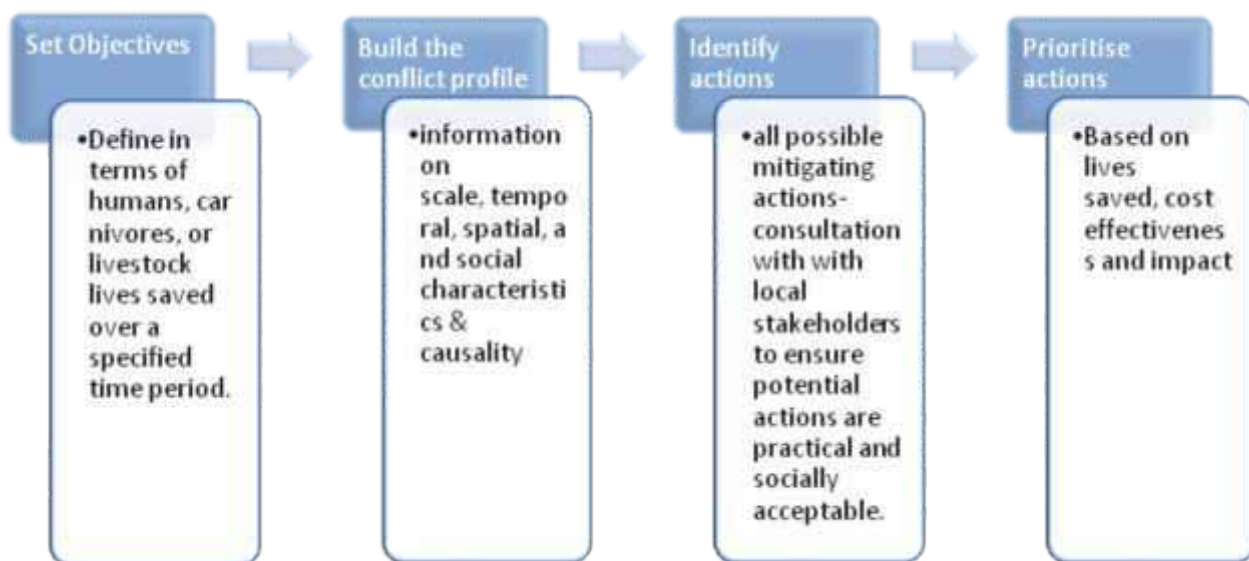 Set Objectives
•Define in
terms of
humans, car
nivores, or
livestock
lives saved
over a
specified
time period.
Build the
conflict profile
•information
on
scale, tempo
ral, spatial, a
nd social
characteristi
cs &
causality
Identify
actions
•all possible
mitigating
actions-
consultation
with with
local
stakeholders
to ensure
potential
actions are
practical and
socially
acceptable.
Prioritise
actions
•Based on
lives
saved, cost
effectivenes
s and impact